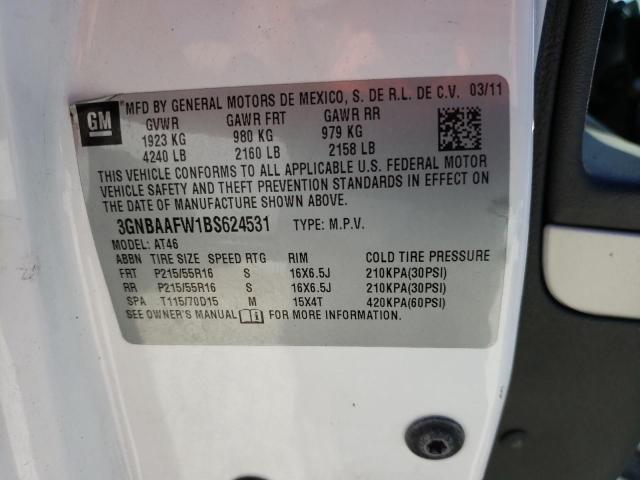 GM
MFD BY GENERAL MOTORS DE MEXICO, S. DE R.L. DE C.V. 03/11
GVWR GAWR FRT GAWR RR
1923 KG 980 KG 979 KG
4240 LB 2160 LB 2158 LB
THIS VEHICLE CONFORMS TO ALL APPLICABLE U.S. FEDERAL MOTOR
VEHICLE SAFETY AND THEFT PREVENTION STANDARDS IN EFFECT ON
THE DATE OF MANUFACTURE SHOWN ABOVE.
3GNBAAFW1BS624531 TYPE: M.P.V.
MODEL: AT46
ABBN TIRE SIZE SPEED RTG RIM COLD TIRE PRESSURE
FRT P215/55R16 S 16X6.5J 210KPA(30PSI)
RR P215/55R16 S 16X6.5J 210KPA(30PSI)
SPA T115/70D15 M 15X4T 420KPA(60PSI)
SEE OWNER'S MANUAL FOR MORE INFORMATION.